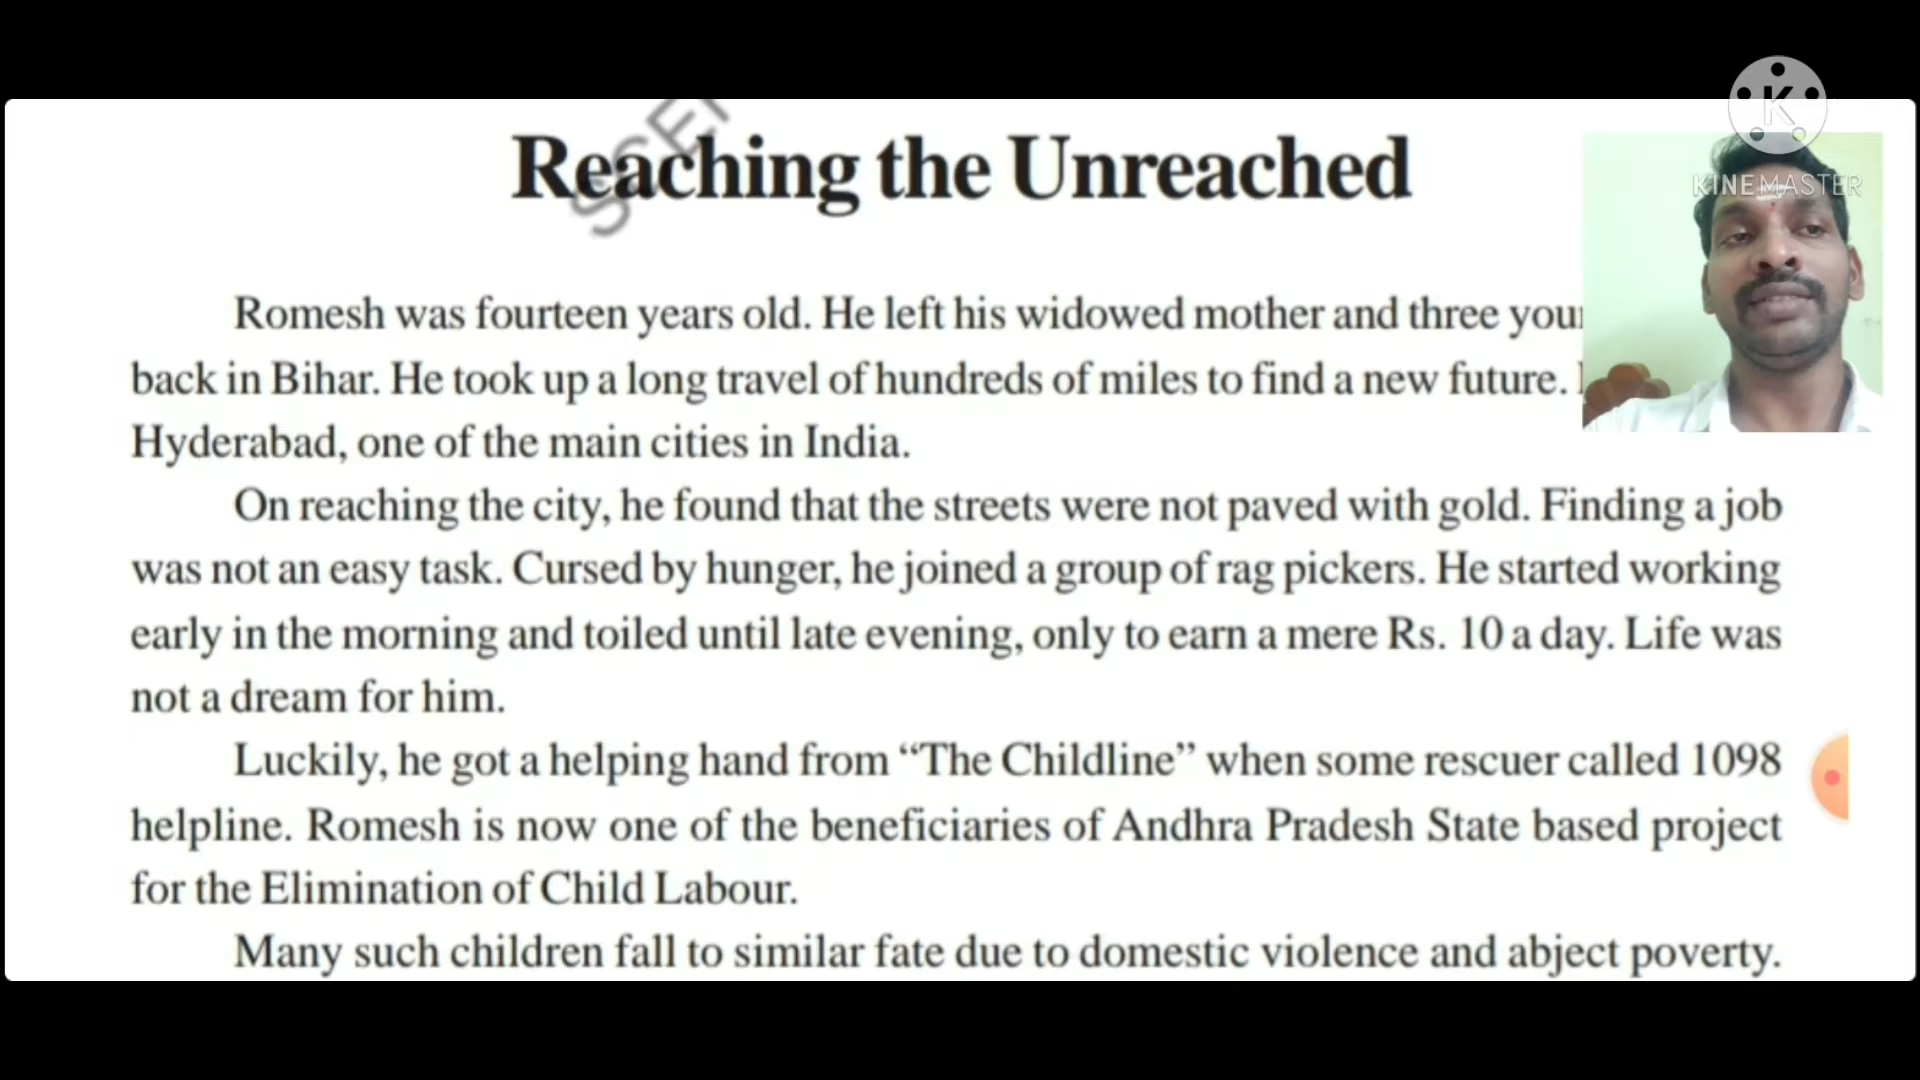 SSEI
Reaching the Unreached
K
KINEMASTER
Romesh was fourteen years old. He left his widowed mother and three
back in Bihar. He took up a long travel of hundreds of miles to find a new future.
Hyderabad, one of the main cities in India.
On reaching the city, he found that the streets were not paved with gold. Finding a job
was not an easy task. Cursed by hunger, he joined a group of rag pickers. He started working
early in the morning and toiled until late evening, only to earn a mere Rs. 10 a day. Life was
not a dream for him.
Luckily, he got a helping hand from “The Childline” when some rescuer called 1098
helpline. Romesh is now one of the beneficiaries of Andhra Pradesh State based project
for the Elimination of Child Labour.
Many such children fall to similar fate due to domestic violence and abject poverty.